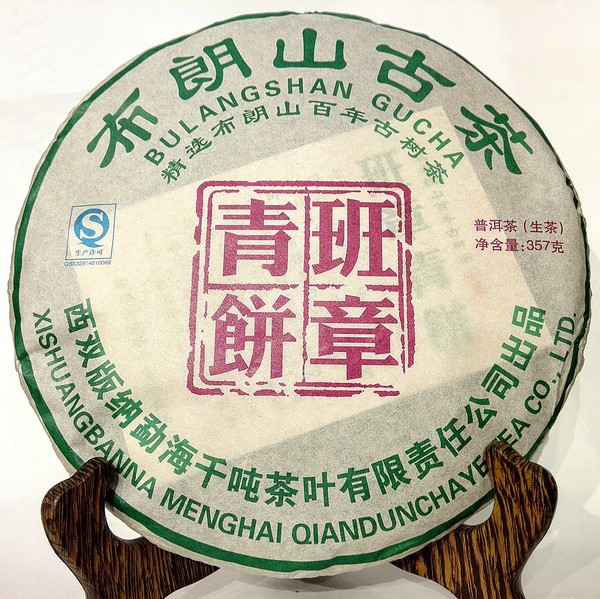 布朗山古茶
BULANGSHAN GUCHA
精选布朗山百年古树茶
班章
青餅
普洱茶（生茶）
净含量:357克
生产许可
QS532814010069
西双版纳勐海千吨茶叶有限责任公司出品
XISHUANGBANNA MENGHAI QIANDUNCHAYE TEA CO., LTD.